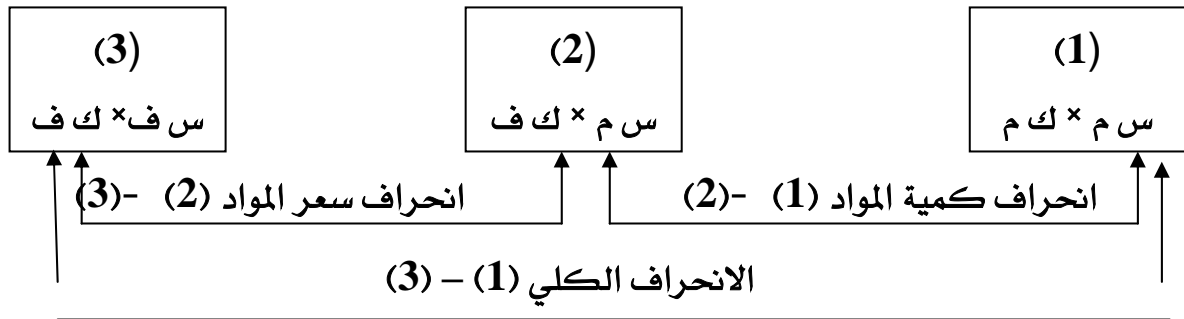 (1)
س م × ك م
(2)
س م × ك ف
(3)
س ف× ك ف
انحراف كمية المواد (1) -(2)
انحراف سعر المواد (2) -(3)
الانحراف الكلي (1) – (3)